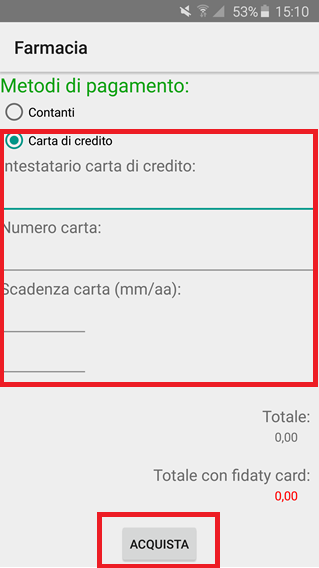 53% 15:10
Farmacia
Metodi di pagamento:
Contanti
Carta di credito
ntestatario carta di credito:
Numero carta:
Scadenza carta (mm/aa):
Totale:
0,00
Totale con fidaty card:
0,00
ACQUISTA